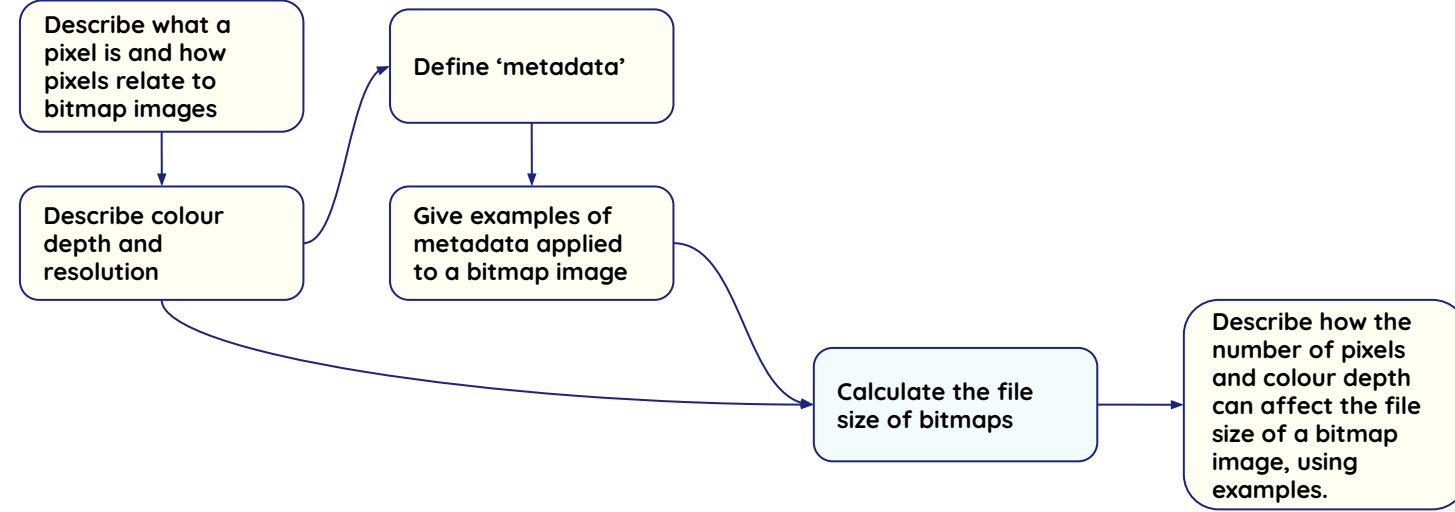 Describe what a
pixel is and how
pixels relate to
bitmap images
Describe colour
depth and
resolution
Define ‘metadata’
Give examples of
metadata applied
to a bitmap image
Calculate the file
size of bitmaps
Describe how the
number of pixels
and colour depth
can affect the file
size of a bitmap
image, using
examples.